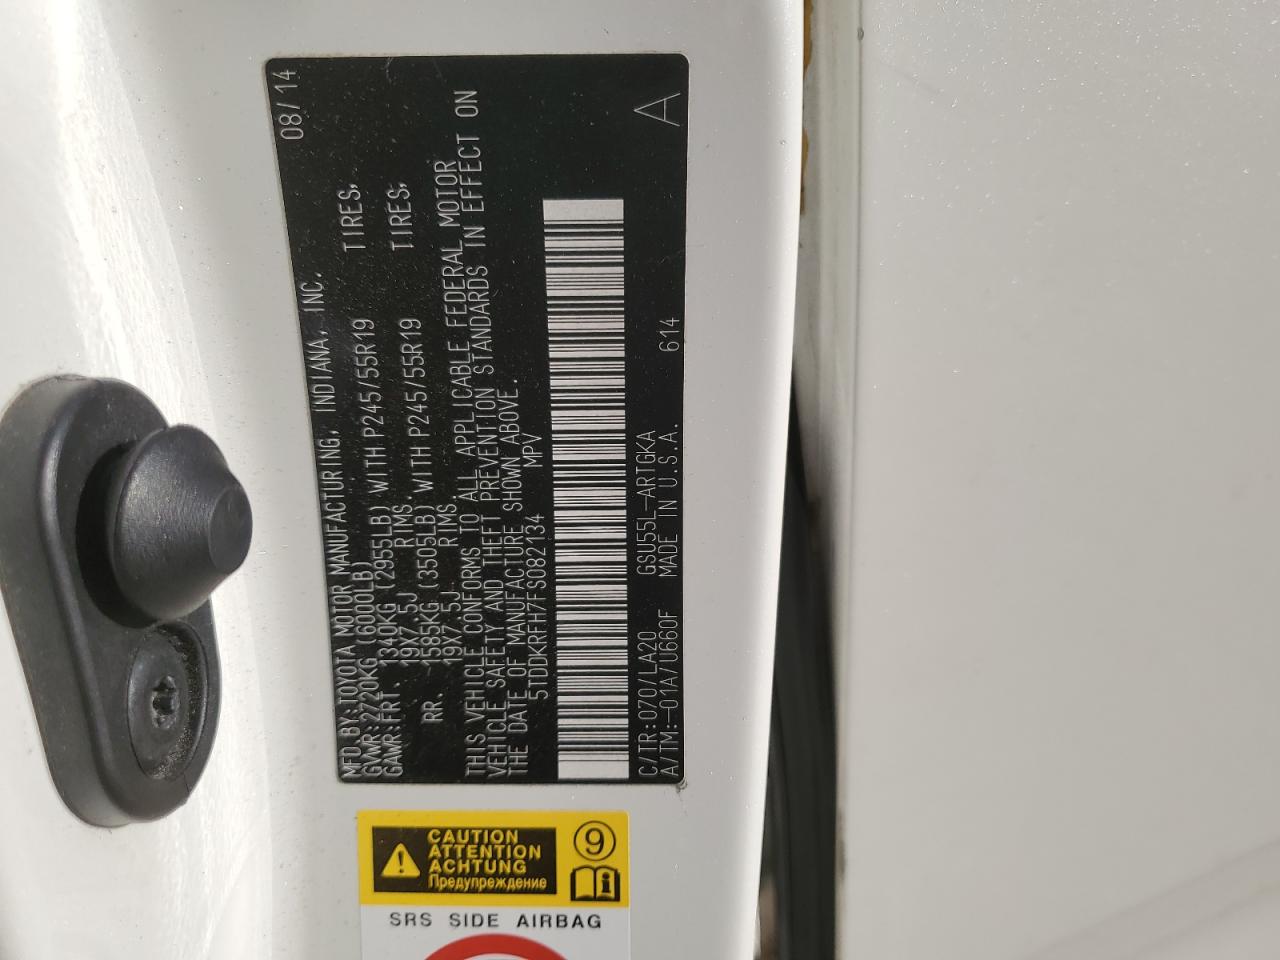 MFD. BY: TOYOTA MOTOR MANUFACTURING, INDIANA, INC. 08/14
GVWR: 2720KG (6000LB)
GAWR: FRT. 1340KG (2955LB) WITH P245/55R19 TIRES,
19X7.5J RIMS
RR. 1585KG (3505LB) WITH P245/55R19 TIRES,
19X7.5J RIMS
THIS VEHICLE CONFORMS TO ALL APPLICABLE FEDERAL MOTOR
VEHICLE SAFETY AND THEFT PREVENTION STANDARDS IN EFFECT ON
THE DATE OF MANUFACTURE SHOWN ABOVE.
5TDDKRFH7FS082134 MPV
C/TR:070/LA20 GSU55L-ARTGKA
A/TM:-01A/U660F MADE IN U.S.A. 614 A
CAUTION
ATTENTION
ACHTUNG
Предупреждение
9
i
SRS SIDE AIRBAG